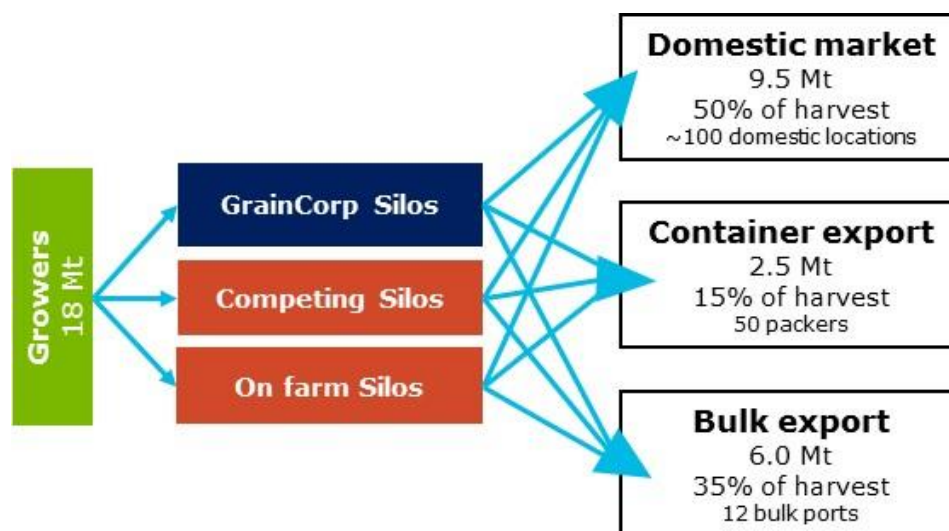 Growers
18 Mt
GrainCorp Silos
Competing Silos
On farm Silos
Domestic market
9.5 Mt
50% of harvest
~100 domestic locations
Container export
2.5 Mt
15% of harvest
50 packers
Bulk export
6.0 Mt
35% of harvest
12 bulk ports